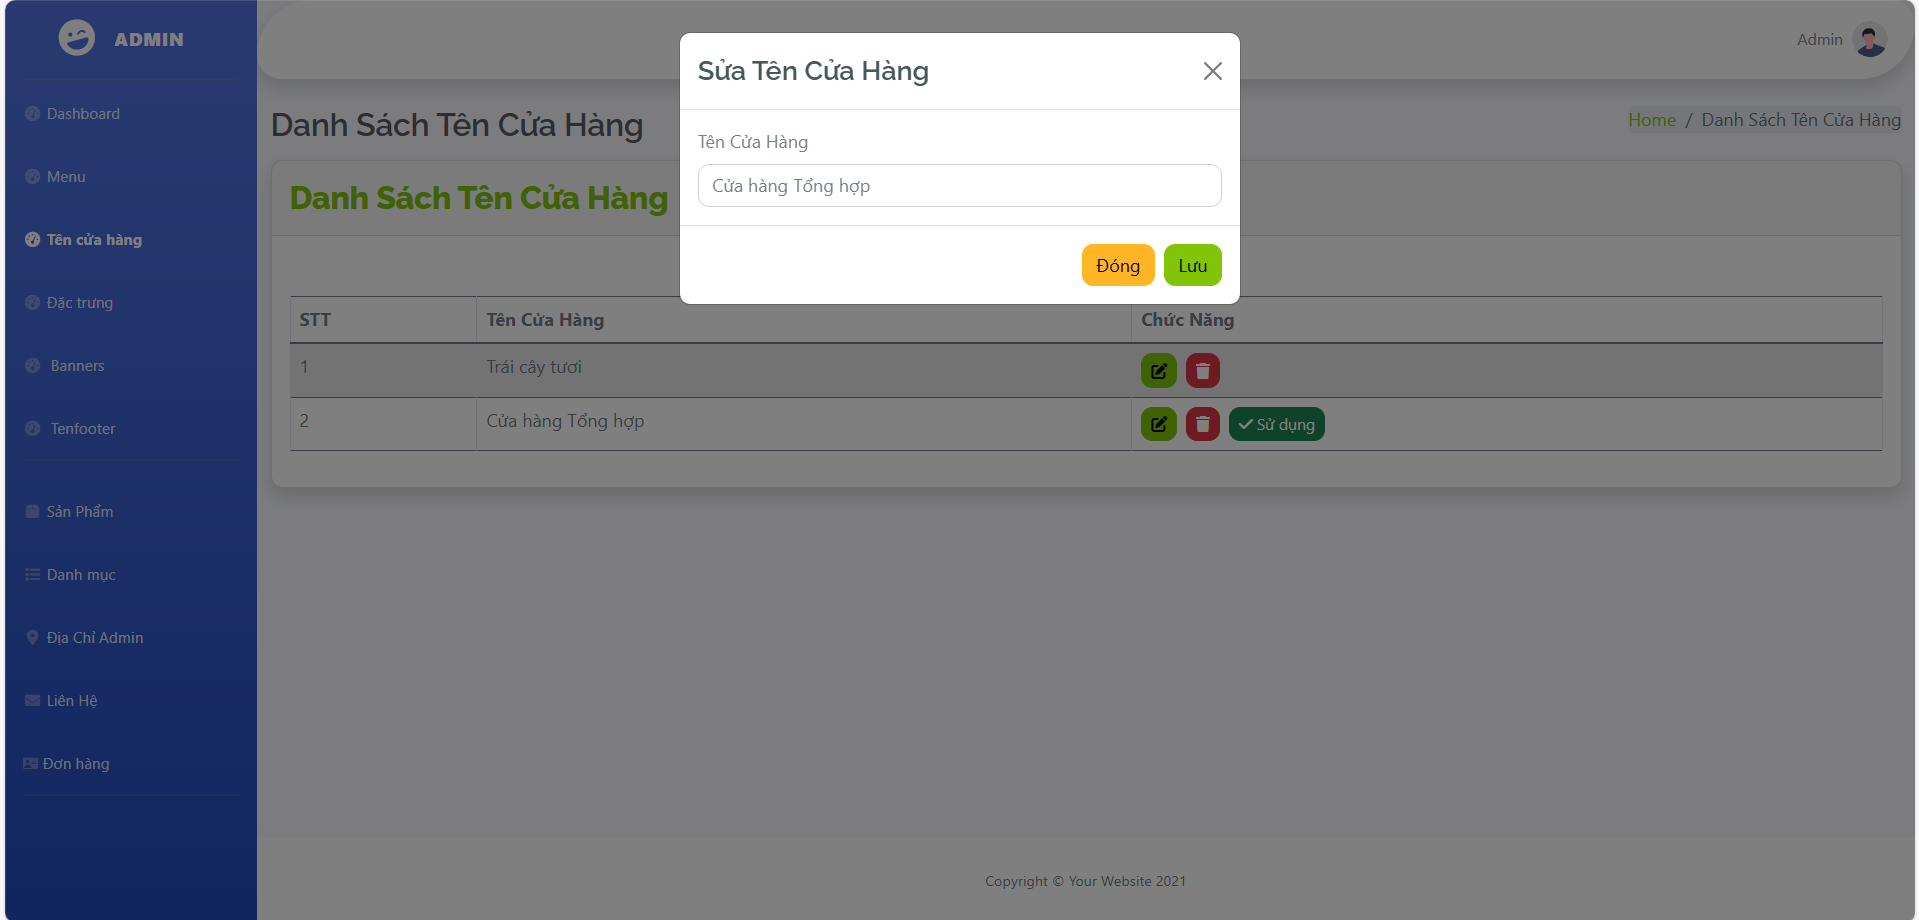 ADMIN
Dashboard
Menu
Tên cửa hàng
Đặc trưng
Banners
Tenfooter
Sản Phẩm
Danh mục
Địa Chỉ Admin
Liên Hệ
Đơn hàng
Admin
Danh Sách Tên Cửa Hàng
Home / Danh Sách Tên Cửa Hàng
Danh Sách Tên Cửa Hàng
Sửa Tên Cửa Hàng
Tên Cửa Hàng
Cửa hàng Tổng hợp
Đóng Lưu
STT Tên Cửa Hàng Chức Năng
1 Trái cây tươi
2 Cửa hàng Tổng hợp Sử dụng
Copyright © Your Website 2021